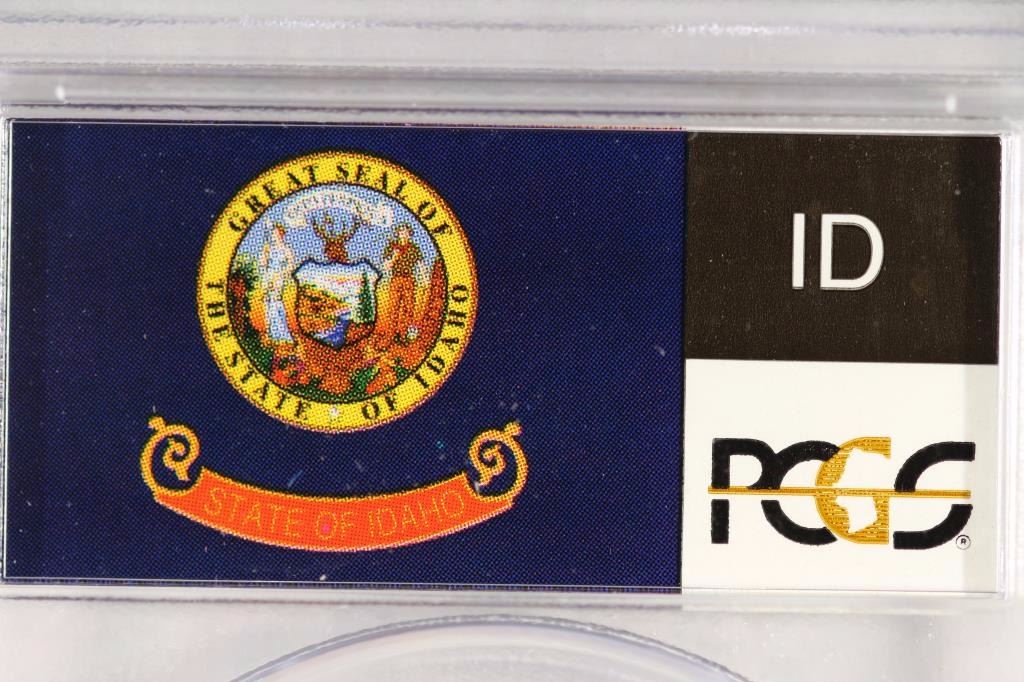 GREAT SEAL OF
THE STATE OF IDAHO
STATE OF IDAHO
ID
PCGS®